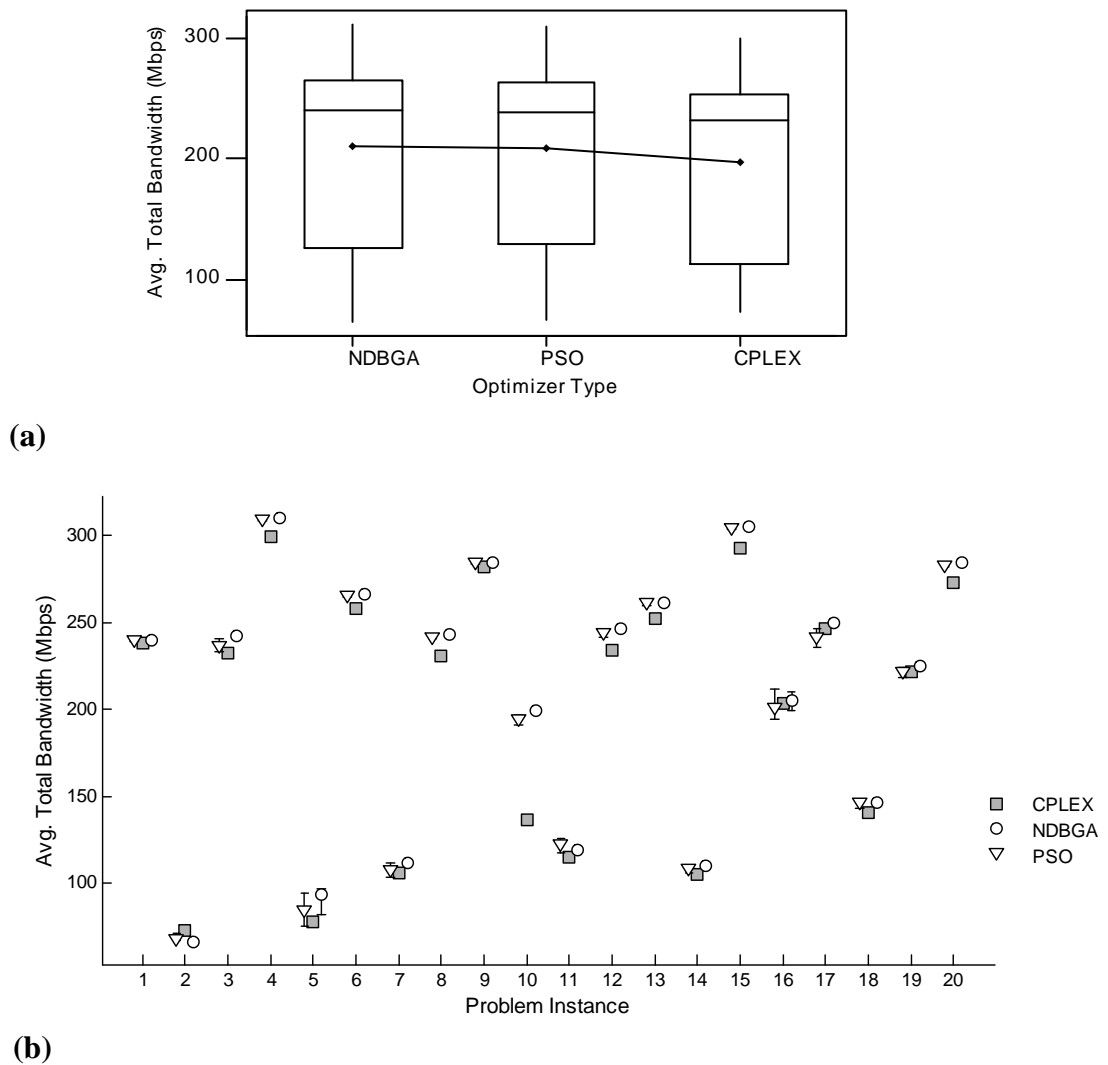 Avg. Total Bandwidth (Mbps)
300
200
100
NDBGA PSO CPLEX
Optimizer Type
(a)
Avg. Total Bandwidth (Mbps)
300
250
200
150
100
1 2 3 4 5 6 7 8 9 10 11 12 13 14 15 16 17 18 19 20
Problem Instance
CPLEX
NDBGA
PSO
(b)